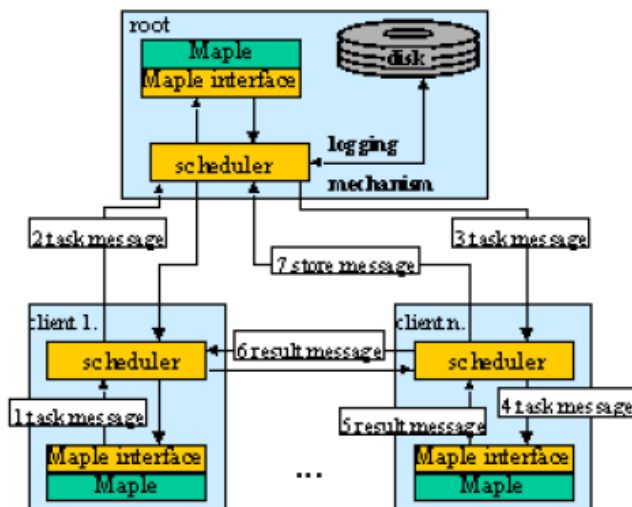 root
Maple
Maple interface
disk
logging
scheduler
mechanism
2 task message
3 task message
7 store message
client 1.
client n.
6 result message
scheduler
scheduler
1 task message
4 task message
5 result message
Maple interface
Maple interface
...
Maple
Maple